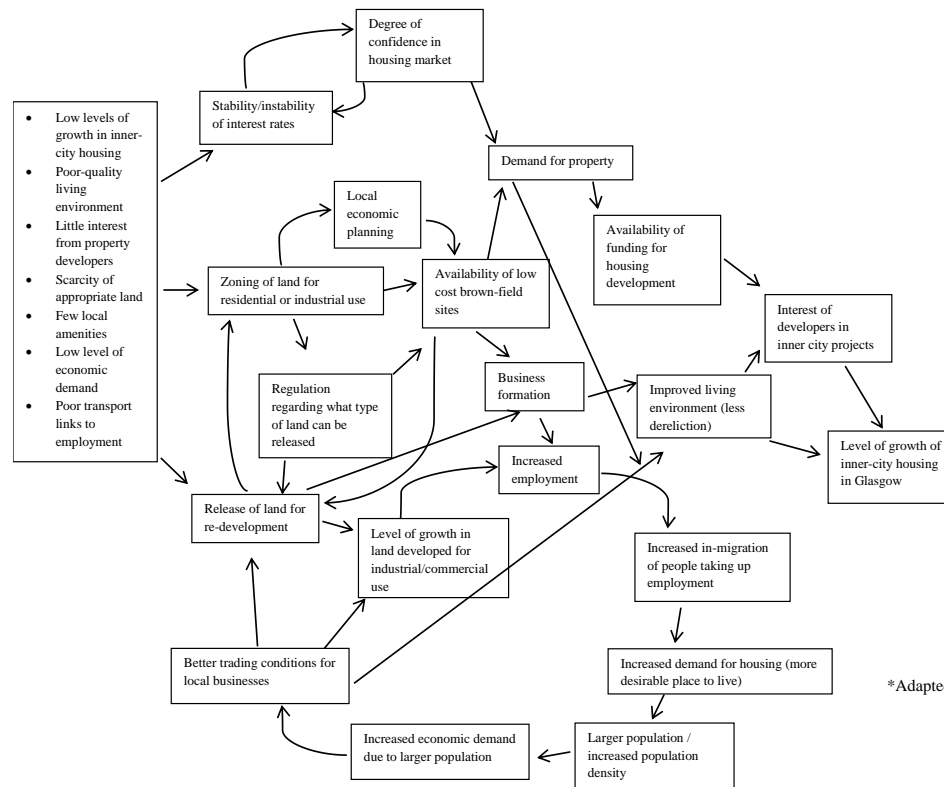 Degree of
confidence in
housing market
Stability/instability
of interest rates
• Low levels of
growth in inner-
city housing
• Poor-quality
living
environment
• Little interest
from property
developers
• Scarcity of
appropriate land
• Few local
amenities
• Low level of
economic
demand
• Poor transport
links to
employment
Demand for property
Local
economic
planning
Availability of
funding for
housing
development
Zoning of land for
residential or industrial use
Availability of low
cost brown-field
sites
Interest of
developers in
inner city projects
Regulation
regarding what type
of land can be
released
Business
formation
Improved living
environment (less
dereliction)
Level of growth of
inner-city housing
in Glasgow
Increased
employment
Release of land for
re-development
Level of growth in
land developed for
industrial/commercial
use
Increased in-migration
of people taking up
employment
Better trading conditions for
local businesses
Increased demand for housing (more
desirable place to live)
*Adapte
Increased economic demand
due to larger population
Larger population /
increased population
density